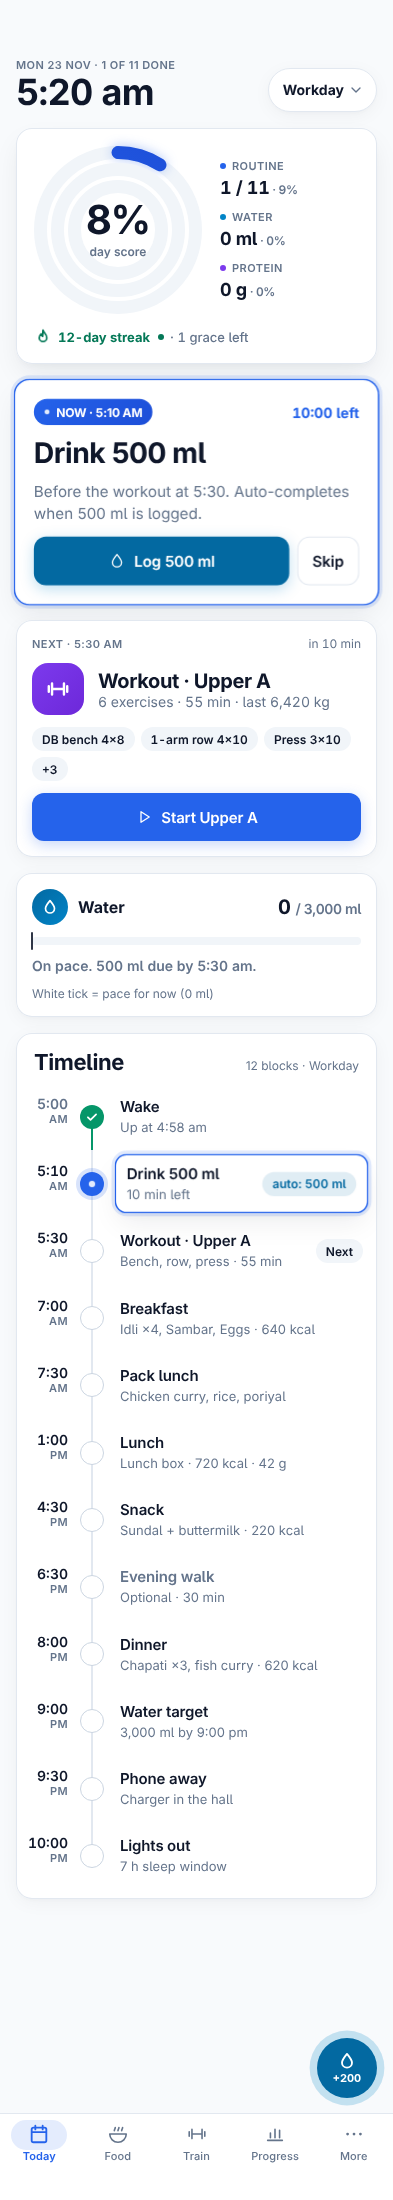 MON 23 NOV · 1 OF 11 DONE
5:20 am
Workday
8%
day score
ROUTINE
1 / 11 · 9%
WATER
0 ml · 0%
PROTEIN
0 g · 0%
12-day streak · 1 grace left
NOW · 5:10 AM
10:00 left
Drink 500 ml
Before the workout at 5:30. Auto-completes
when 500 ml is logged.
Log 500 ml
Skip
NEXT · 5:30 AM
in 10 min
Workout · Upper A
6 exercises · 55 min · last 6,420 kg
DB bench 4×8
1-arm row 4×10
Press 3×10
+3
Start Upper A
Water
0 / 3,000 ml
On pace. 500 ml due by 5:30 am.
White tick = pace for now (0 ml)
Timeline
12 blocks · Workday
5:00 AM
Wake
Up at 4:58 am
5:10 AM
Drink 500 ml
10 min left
auto: 500 ml
5:30 AM
Workout · Upper A
Bench, row, press · 55 min
Next
7:00 AM
Breakfast
Idli ×4, Sambar, Eggs · 640 kcal
7:30 AM
Pack lunch
Chicken curry, rice, poriyal
1:00 PM
Lunch
Lunch box · 720 kcal · 42 g
4:30 PM
Snack
Sundal + buttermilk · 220 kcal
6:30 PM
Evening walk
Optional · 30 min
8:00 PM
Dinner
Chapati ×3, fish curry · 620 kcal
9:00 PM
Water target
3,000 ml by 9:00 pm
9:30 PM
Phone away
Charger in the hall
10:00 PM
Lights out
7 h sleep window
+200
Today
Food
Train
Progress
More